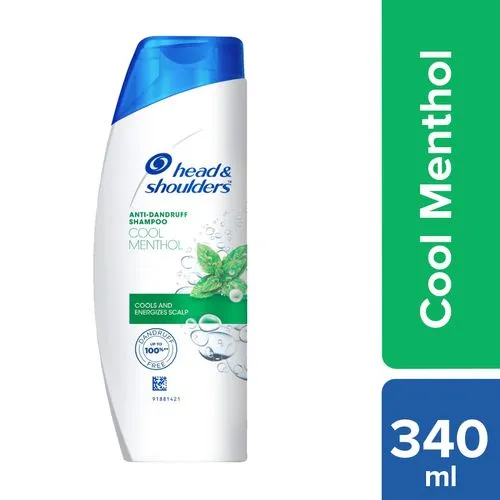 head&
shoulders™
ANTI-DANDRUFF
SHAMPOO
COOL
MENTHOL
COOLS AND
ENERGIZES SCALP
DANDRUFF
UP TO
100%**
FREE
91881421
Cool Menthol
340
ml